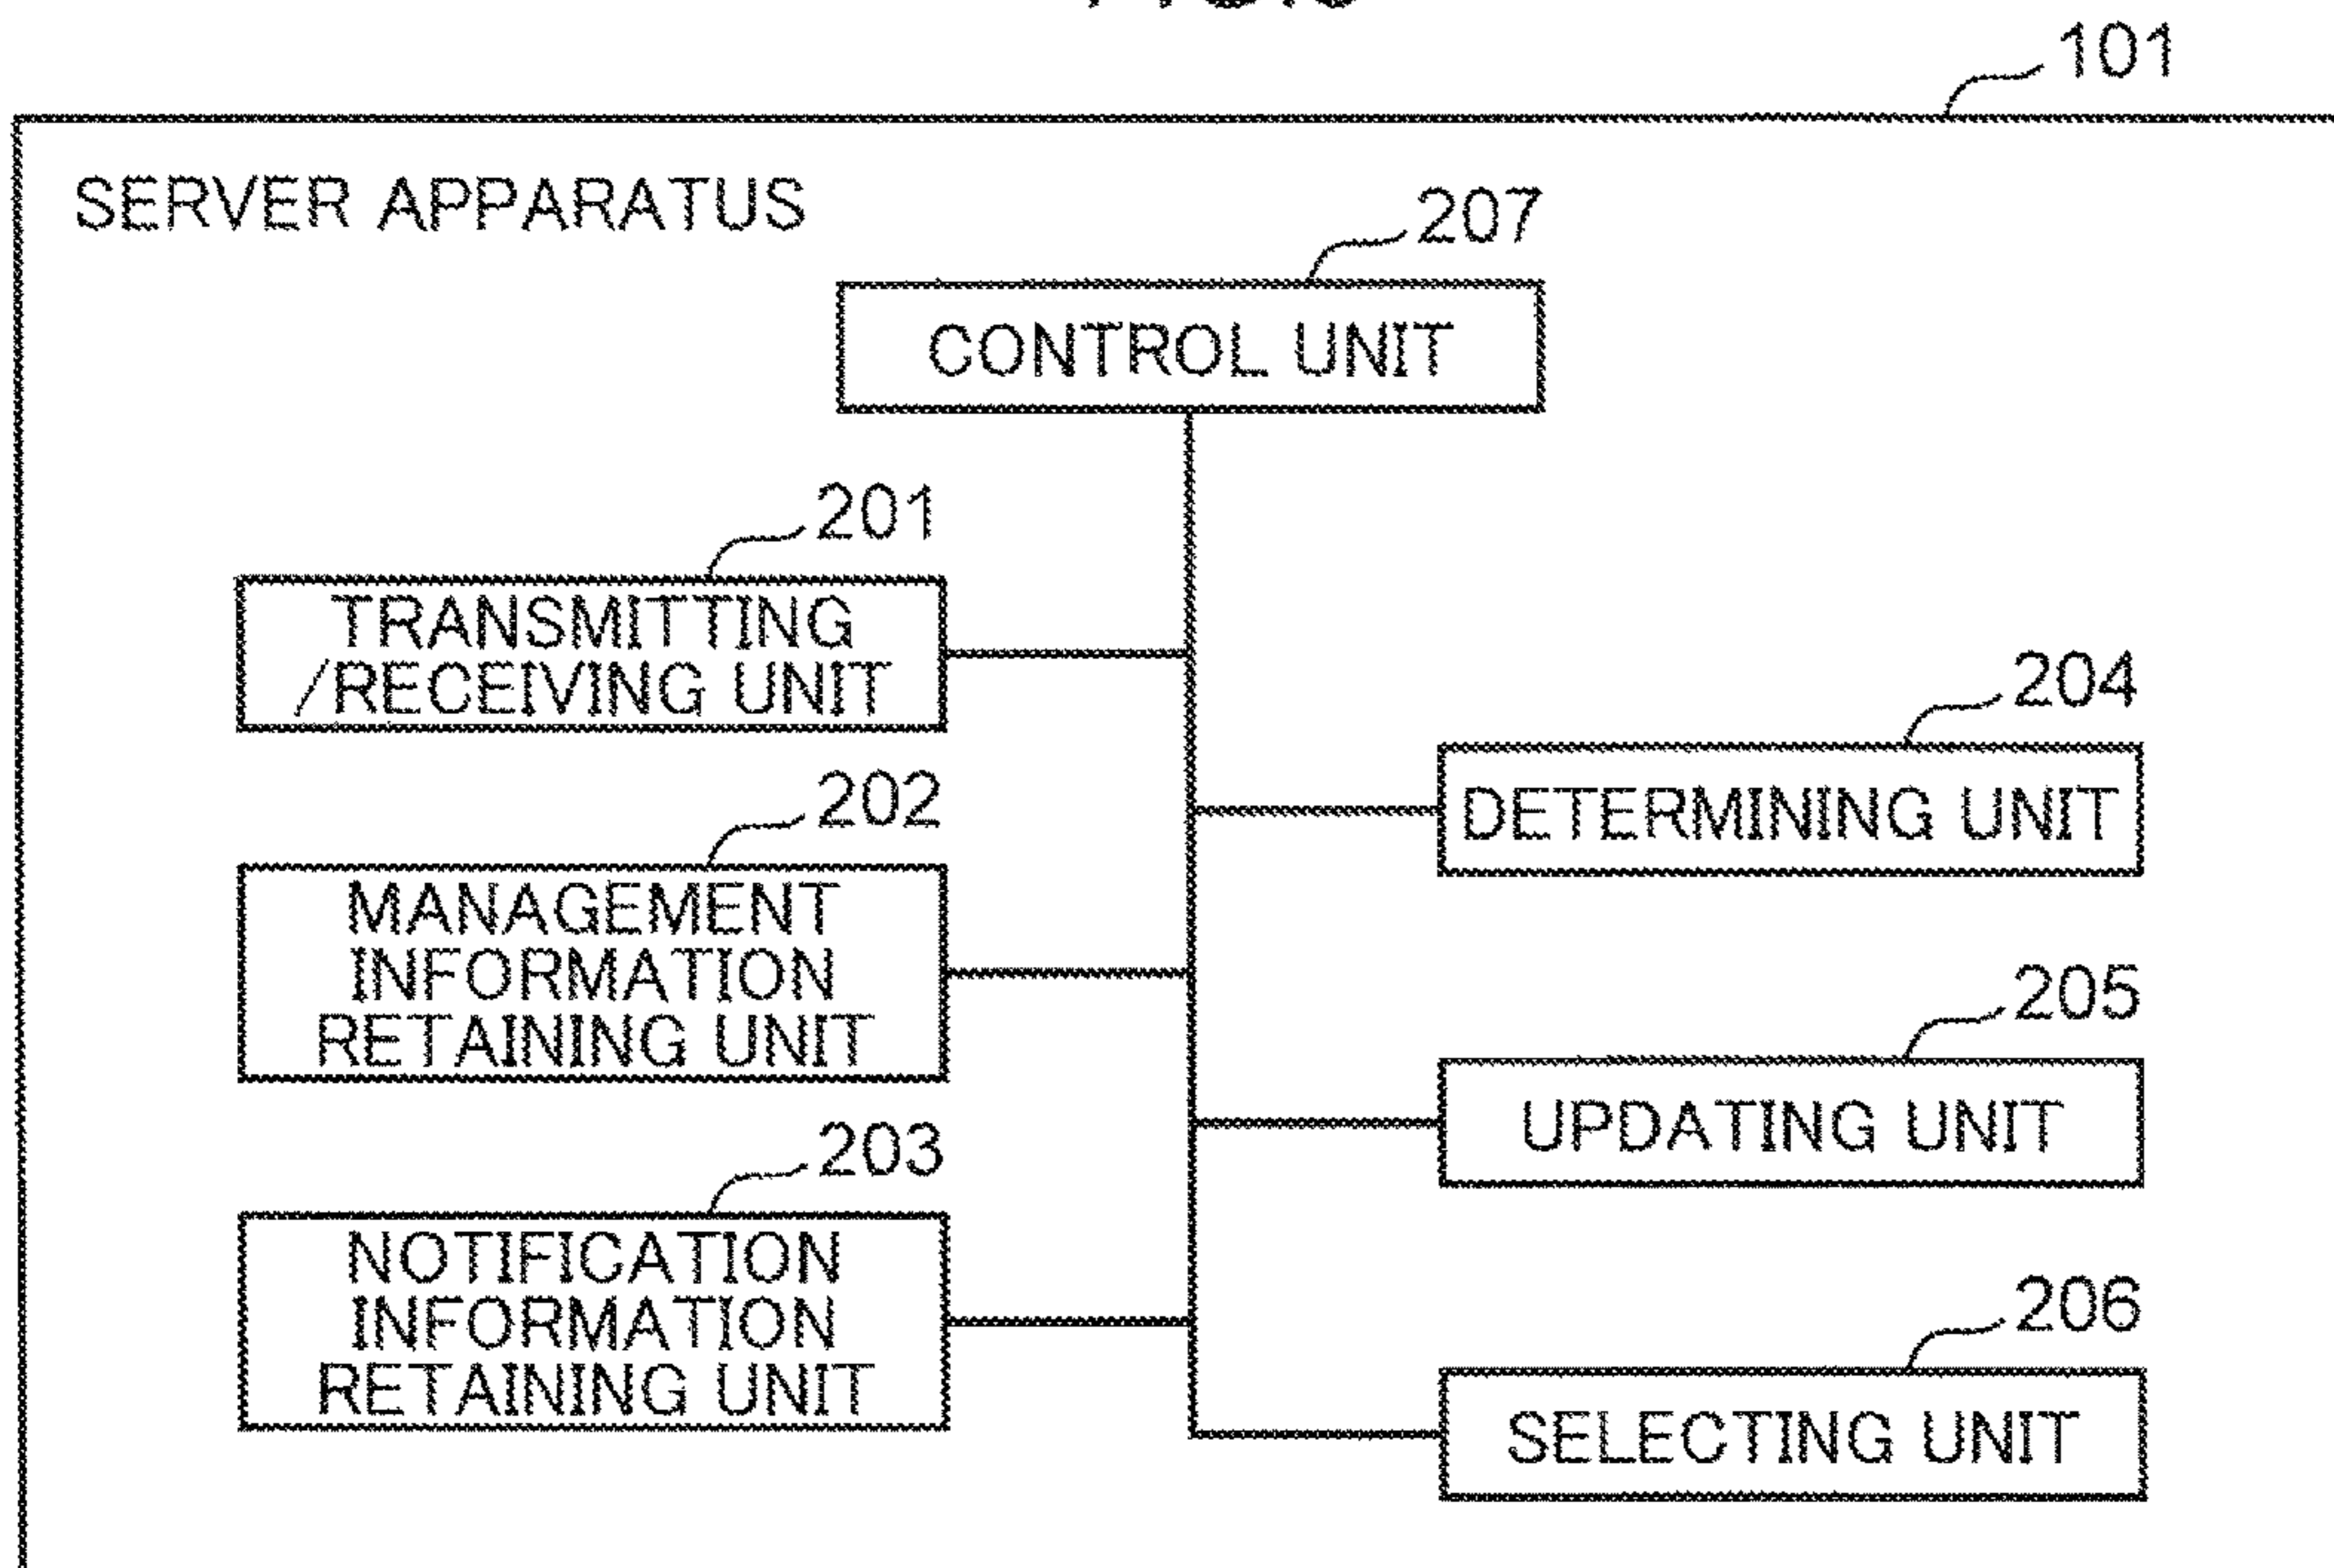 101
SERVER APPARATUS
207
CONTROL UNIT
201
TRANSMITTING
/RECEIVING UNIT
204
DETERMINING UNIT
202
MANAGEMENT
INFORMATION
RETAINING UNIT
205
UPDATING UNIT
203
NOTIFICATION
INFORMATION
RETAINING UNIT
206
SELECTING UNIT